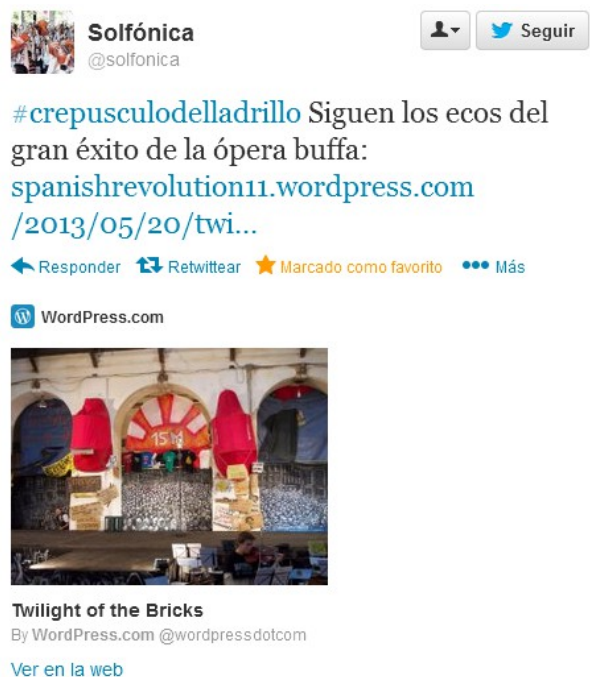 Solfónica
@solfonica
Seguir
#crepusculodelladrillo Siguen los ecos del
gran éxito de la ópera buffa:
spanishrevolution11.wordpress.com
/2013/05/20/twi...
Responder Retwittear Marcado como favorito Más
WordPress.com
15M
Twilight of the Bricks
By WordPress.com @wordpressdotcom
Ver en la web